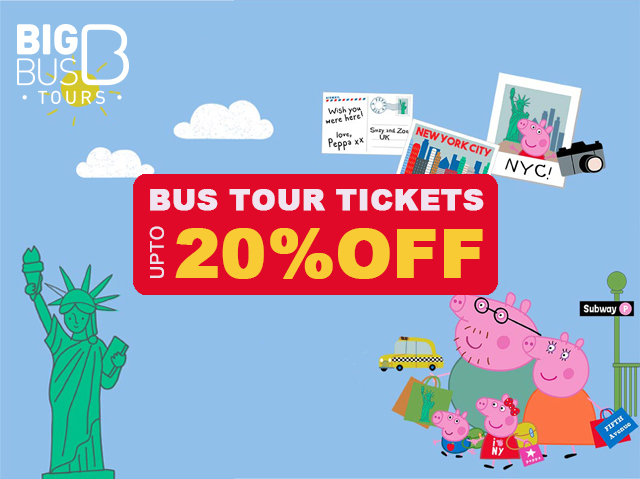 BIG
BUS
• TOURS •
Wish you
were here!
love,
Peppa xx
Suzy and Zoe
UK
NEW YORK CITY
NYC!
BUS TOUR TICKETS
UPTO
20%OFF
Subway P
I ♥
NY
FIFTH
Avenue